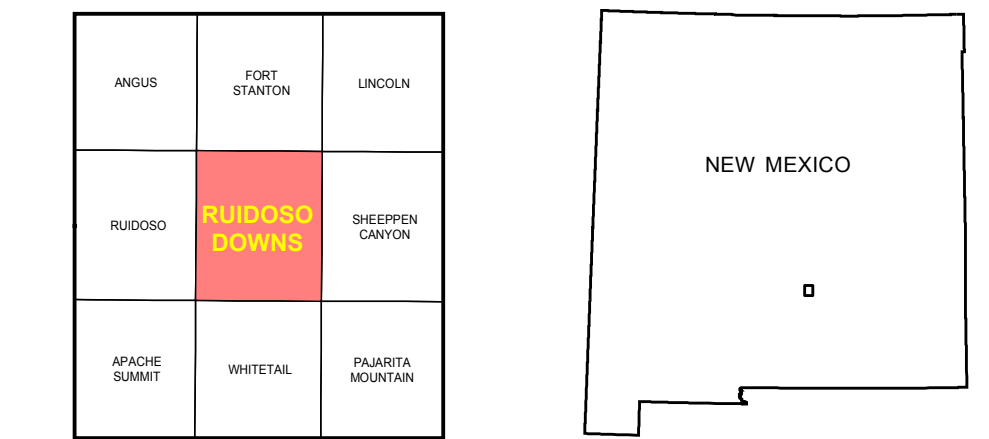 ANGUS
FORT
STANTON
LINCOLN
RUIDOSO
RUIDOSO
DOWNS
SHEEPPEN
CANYON
APACHE
SUMMIT
WHITETAIL
PAJARITA
MOUNTAIN
NEW MEXICO